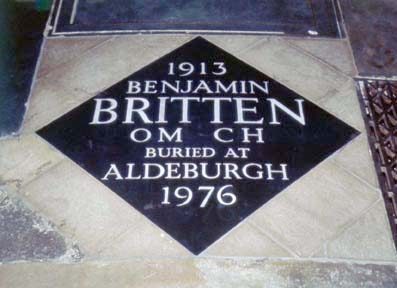 1913
BENJAMIN
BRITTEN
OM CH
BURIED AT
ALDEBURGH
1976